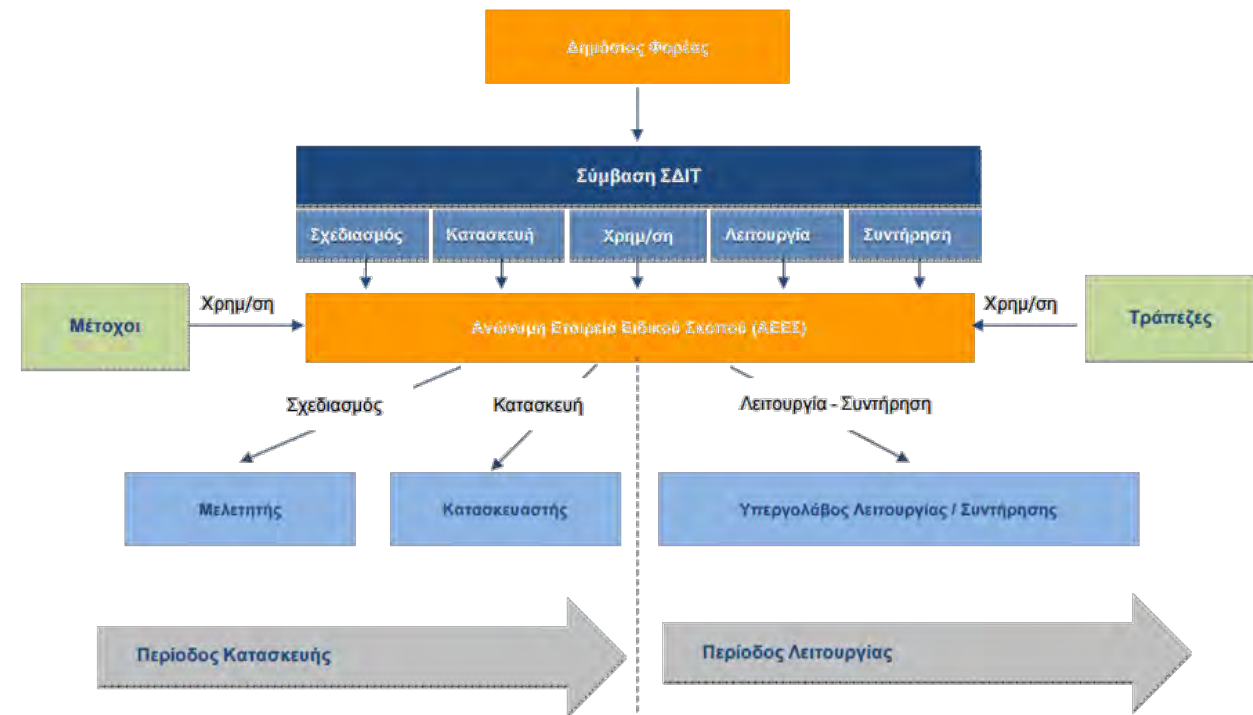 Δημόσιος Φορέας
Σύμβαση ΣΔΙΤ
Σχεδιασμός
Κατασκευή
Χρημ/ση
Λειτουργία
Συντήρηση
Μέτοχοι
Χρημ/ση
Ανώνυμη Εταιρεία Ειδικού Σκοπού (ΑΕΕΣ)
Χρημ/ση
Τράπεζες
Σχεδιασμός
Κατασκευή
Λειτουργία - Συντήρηση
Μελετητής
Κατασκευαστής
Υπεργολάβος Λειτουργίας / Συντήρησης
Περίοδος Κατασκευής
Περίοδος Λειτουργίας